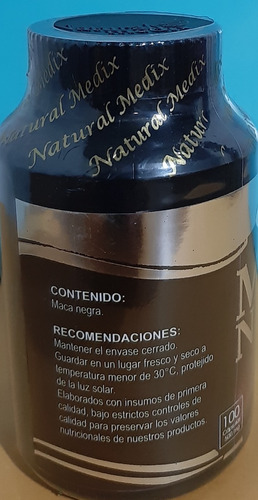 Natural Medix
Natural Medix
Natural Medix
CONTENIDO:
Maca negra.
RECOMENDACIONES:
Mantener el envase cerrado.
Guardar en un lugar fresco y seco a
temperatura menor de 30°C, protejido
de la luz solar.
Elaborados con insumos de primera
calidad, bajo estrictos controles de
calidad para preservar los valores
nutricionales de nuestros productos.
M
N
100